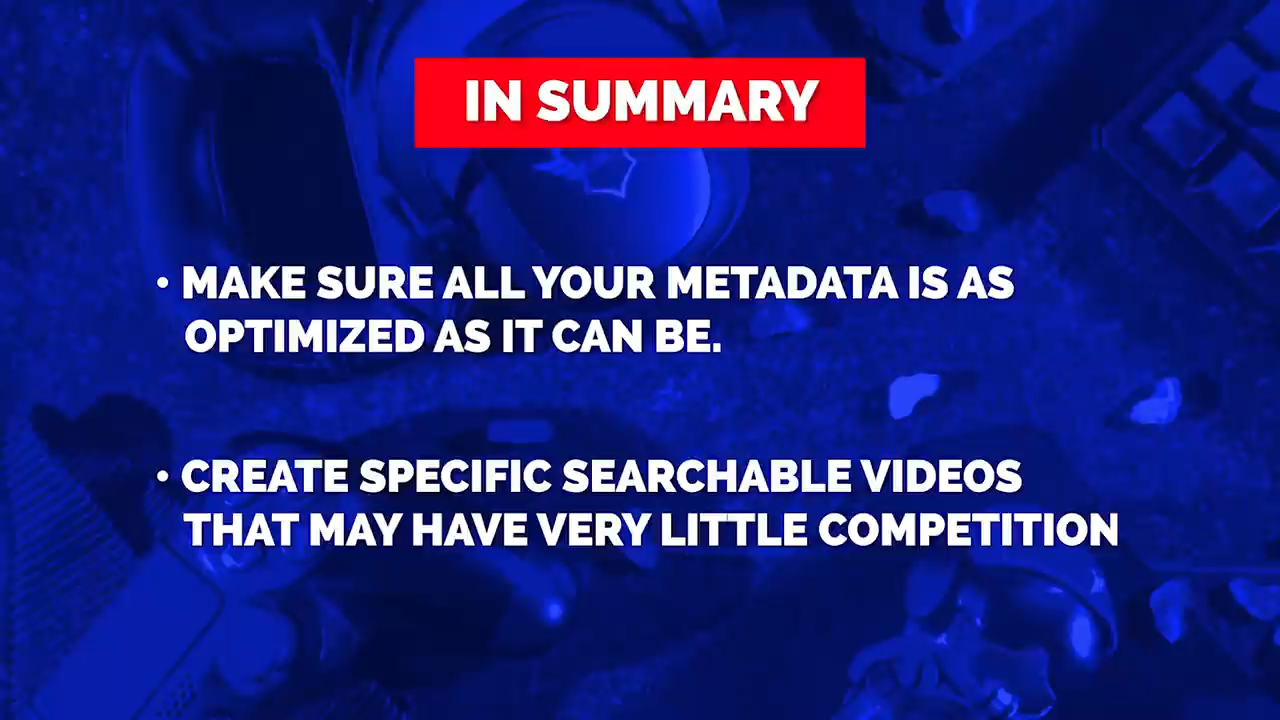 IN SUMMARY
• MAKE SURE ALL YOUR METADATA IS AS
OPTIMIZED AS IT CAN BE.
• CREATE SPECIFIC SEARCHABLE VIDEOS
THAT MAY HAVE VERY LITTLE COMPETITION